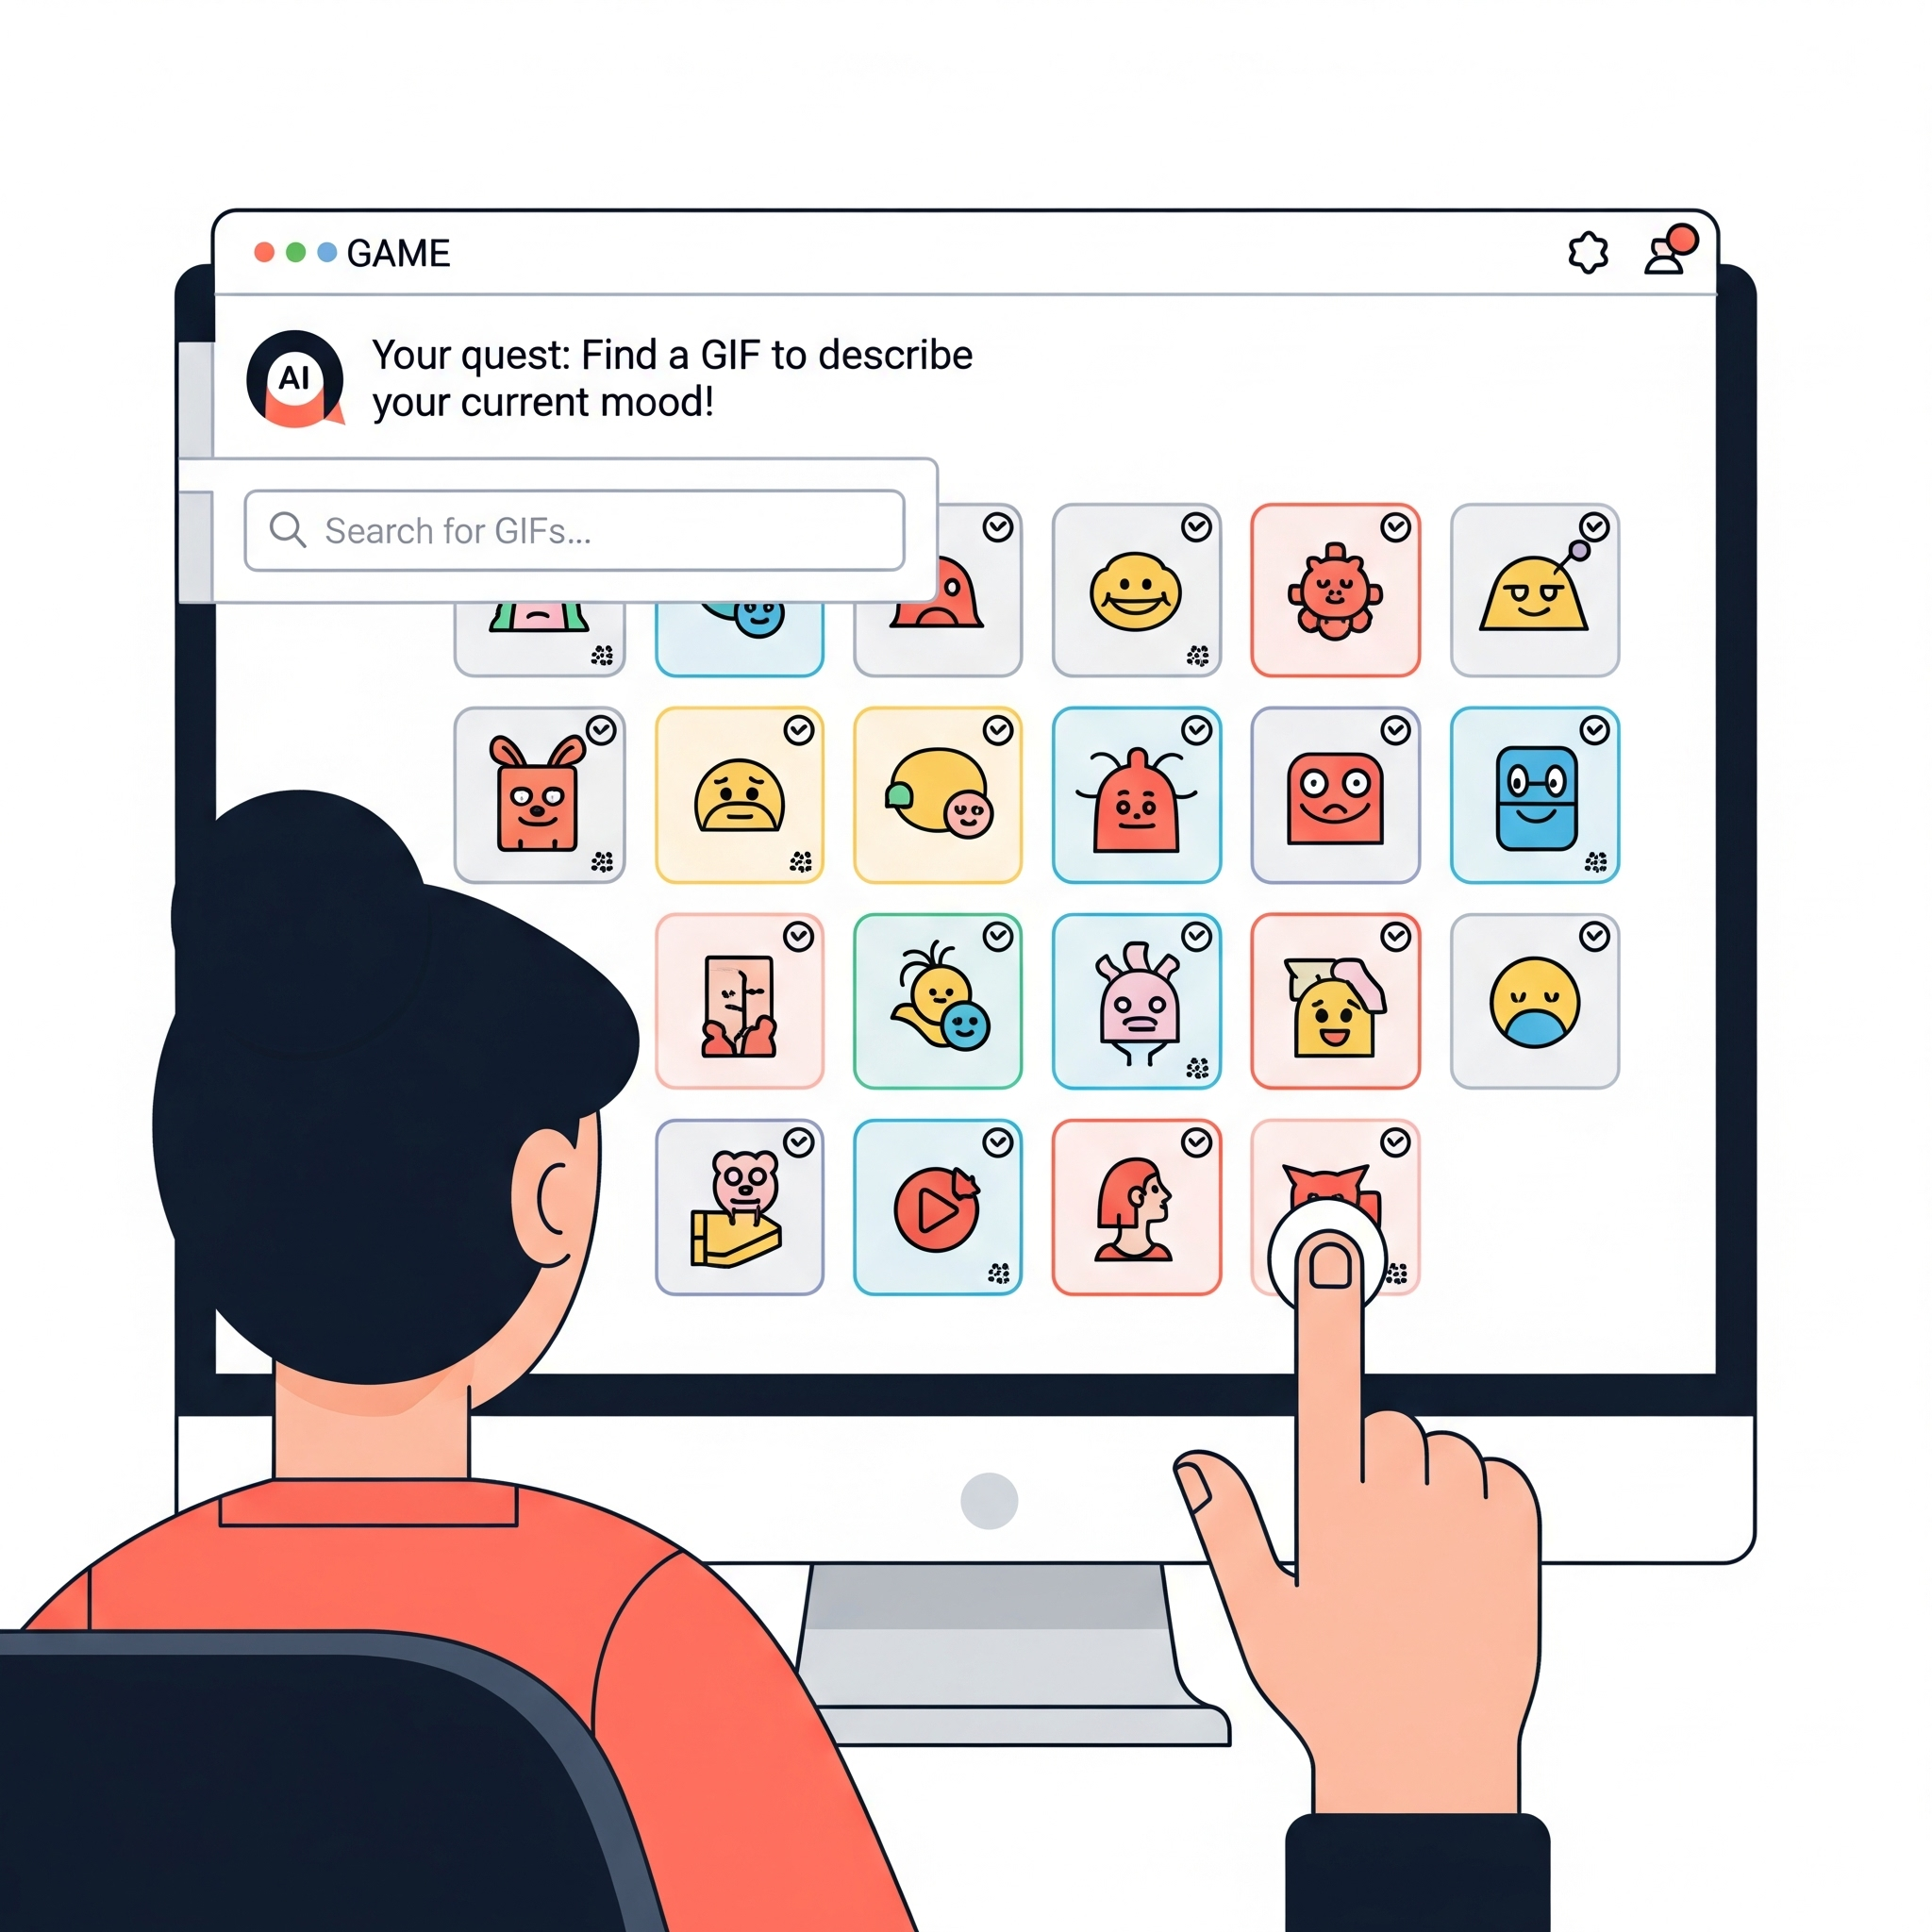 GAME
AI
Your quest: Find a GIF to describe
your current mood!
Search for GIFs...